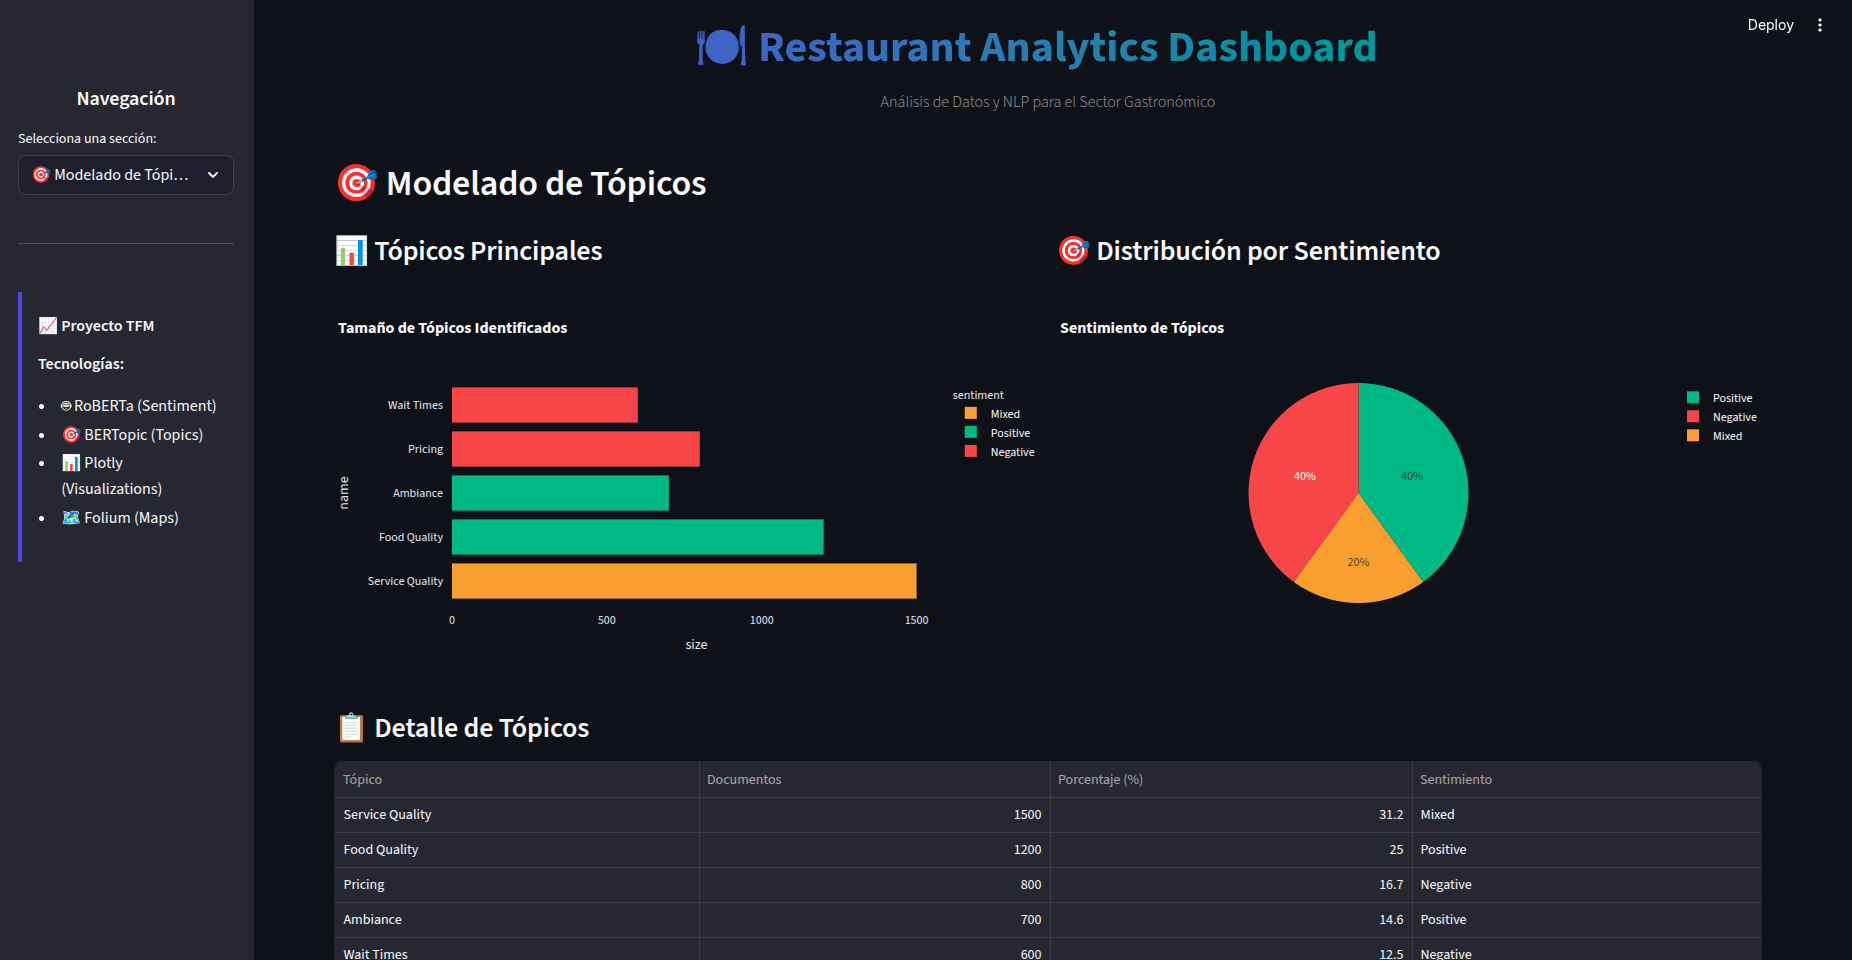 Deploy
🍽️ Restaurant Analytics Dashboard
Análisis de Datos y NLP para el Sector Gastronómico
Navegación
Selecciona una sección:
🎯 Modelado de Tópi...
📈 Proyecto TFM
Tecnologías:
RoBERTa (Sentiment)
🎯 BERTopic (Topics)
📊 Plotly
(Visualizations)
🗺️ Folium (Maps)
🎯 Modelado de Tópicos
📊 Tópicos Principales
Tamaño de Tópicos Identificados
name
Wait Times
Pricing
Ambiance
Food Quality
Service Quality
0 500 1000 1500
size
sentiment
Mixed
Positive
Negative
🎯 Distribución por Sentimiento
Sentimiento de Tópicos
40% 40%
20%
Positive
Negative
Mixed
📋 Detalle de Tópicos
Tópico Documentos Porcentaje (%) Sentimiento
Service Quality 1500 31.2 Mixed
Food Quality 1200 25 Positive
Pricing 800 16.7 Negative
Ambiance 700 14.6 Positive
Wait Times 600 12.5 Negative